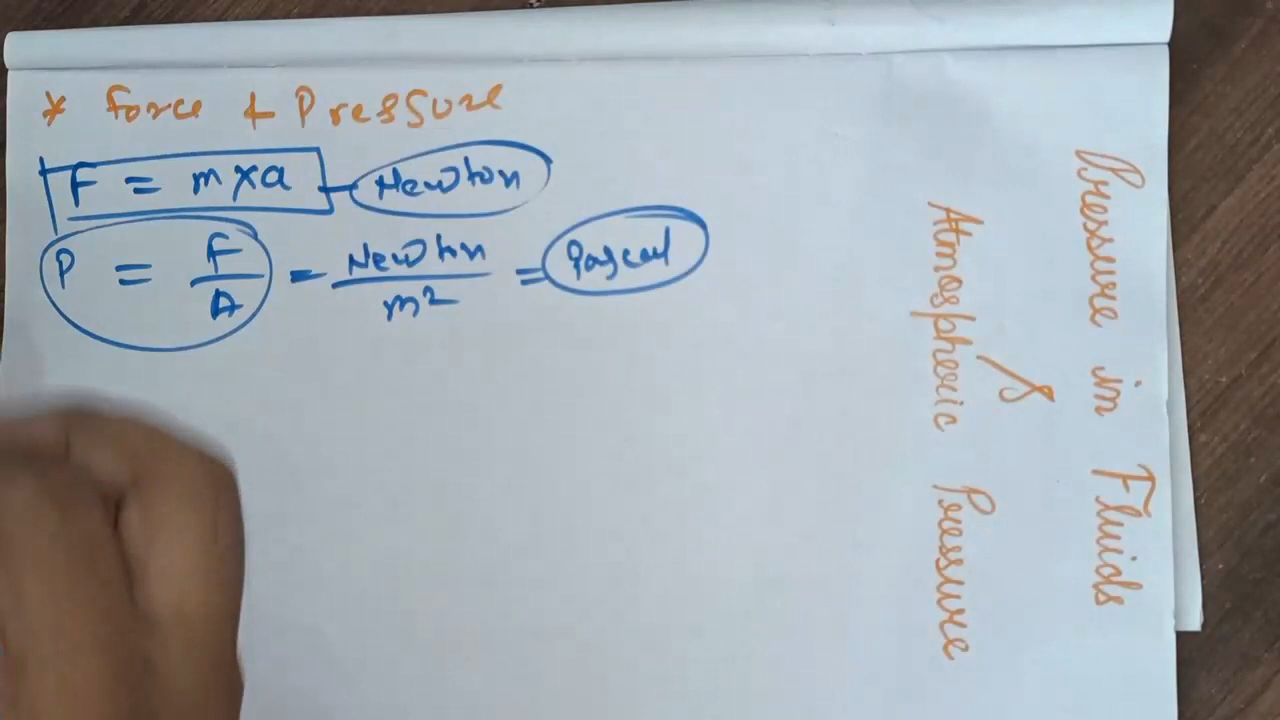 * Force & Pressure
F = m x a - Newton
P = F/A = Newton/m² = Pascal
Pressure in Fluids
&
Atmospheric Pressure